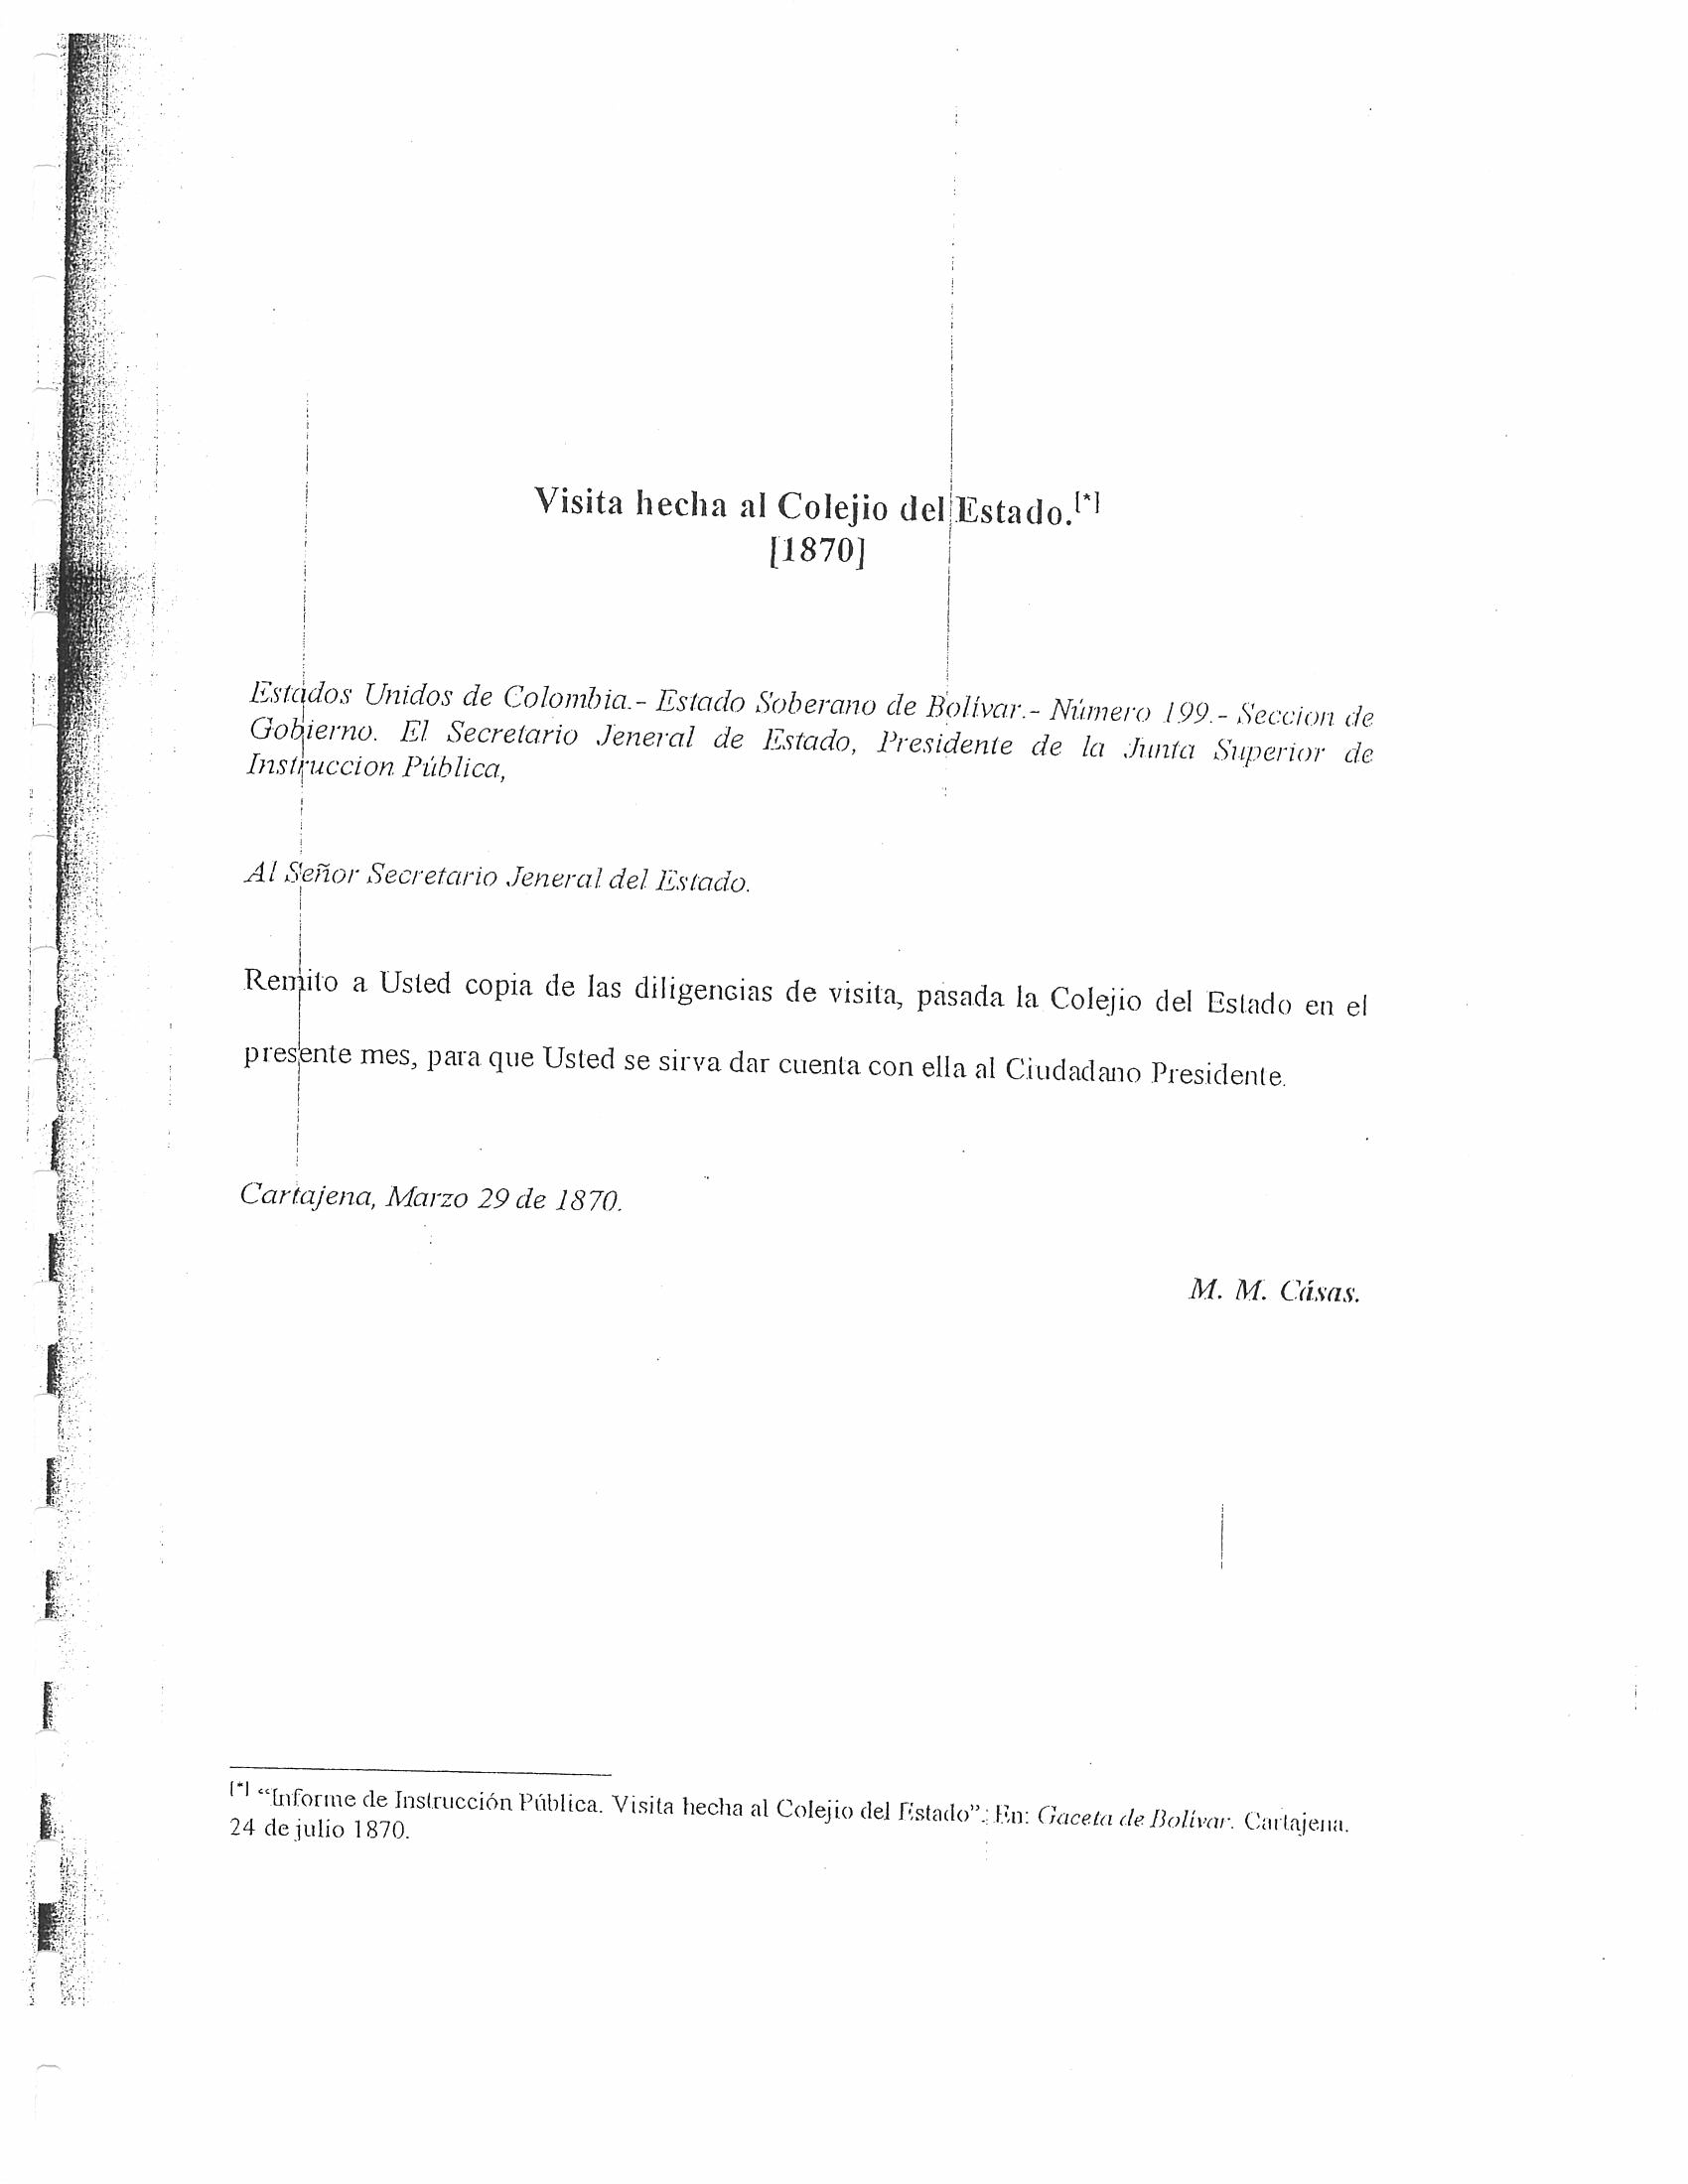 Visita hecha al Colejio del Estado.[*]
[1870]
Estados Unidos de Colombia.- Estado Soberano de Bolívar.- Número 199.- Seccion de
Gobierno. El Secretario Jeneral de Estado, Presidente de la Junta Superior de
Instruccion Pública,
Al Señor Secretario Jeneral del Estado.
Remito a Usted copia de las diligencias de visita, pasada la Colejio del Estado en el
presente mes, para que Usted se sirva dar cuenta con ella al Ciudadano Presidente.
Cartajena, Marzo 29 de 1870.
M. M. Cásas.
[*] “Informe de Instrucción Pública. Visita hecha al Colejio del Estado”. En: Gaceta de Bolívar. Cartajena.
24 de julio 1870.